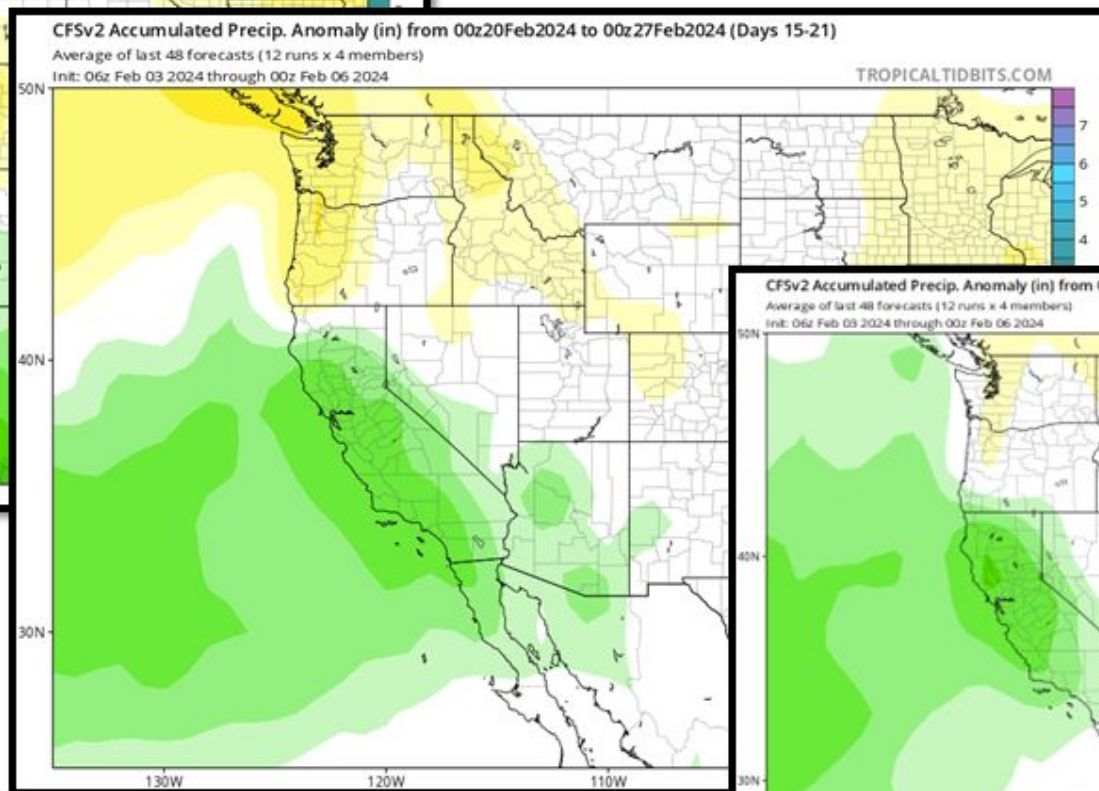 CFSv2 Accumulated Precip. Anomaly (in) from 00z20Feb2024 to 00z27Feb2024 (Days 15-21)
Average of last 48 forecasts (12 runs x 4 members)
Init: 06z Feb 03 2024 through 00z Feb 06 2024
TROPICALTIDBITS.COM
50N
7
6
5
4
40N
30N
130W
120W
110W
CFSv2 Accumulated Precip. Anomaly (in) from
Average of last 48 forecasts (12 runs x 4 members)
Init: 06z Feb 03 2024 through 00z Feb 06 2024
50N
40N
30N